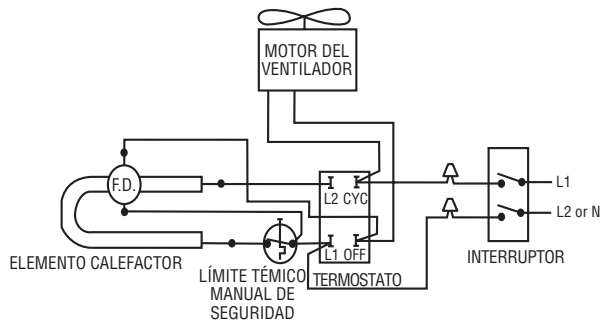 MOTOR DEL
VENTILADOR
F.D.
L2 CYC
L1
L2 or N
L1 OFF
ELEMENTO CALEFACTOR
LÍMITE TÉMICO
MANUAL DE
SEGURIDAD
TERMOSTATO
INTERRUPTOR